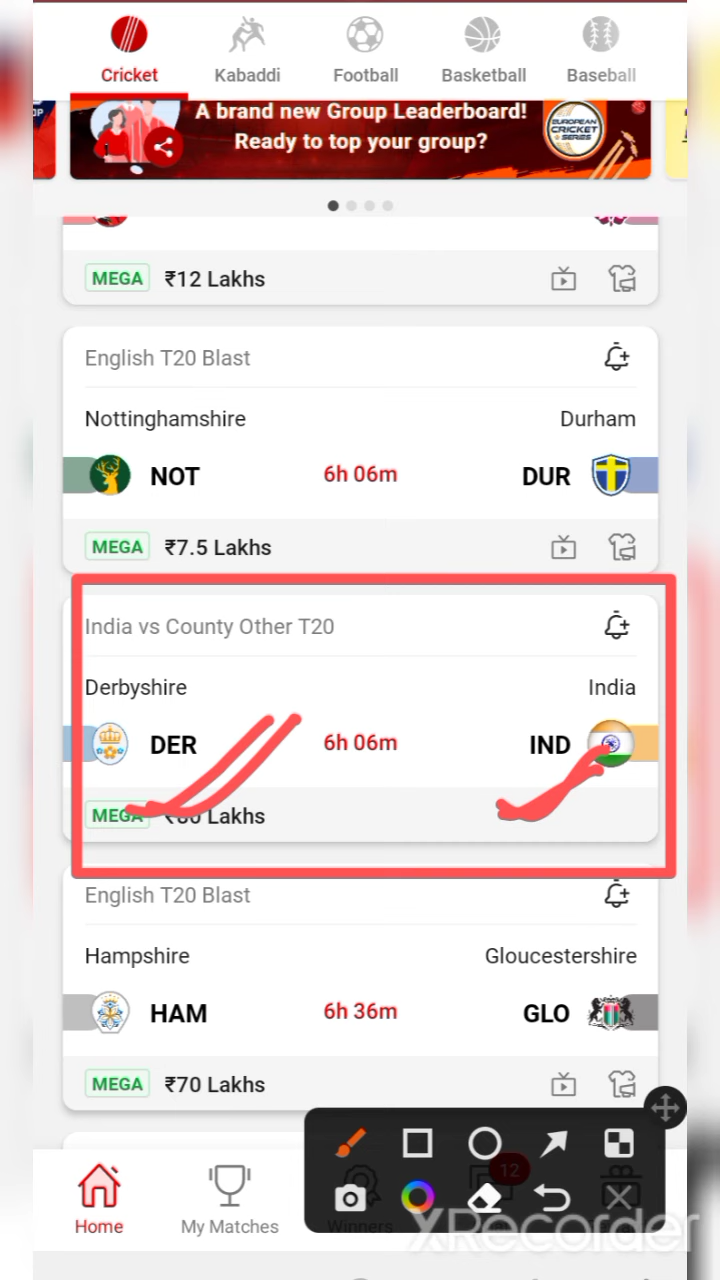 Cricket
Kabaddi
Football
Basketball
Baseball
A brand new Group Leaderboard!
Ready to top your group?
EUROPEAN
CRICKET
SERIES
MEGA ₹12 Lakhs
English T20 Blast
Nottinghamshire Durham
NOT 6h 06m DUR
MEGA ₹7.5 Lakhs
India vs County Other T20
Derbyshire India
DER 6h 06m IND
MEGA Lakhs
English T20 Blast
Hampshire Gloucestershire
HAM 6h 36m GLO
MEGA ₹70 Lakhs
12
Home My Matches Winners
XRecorder